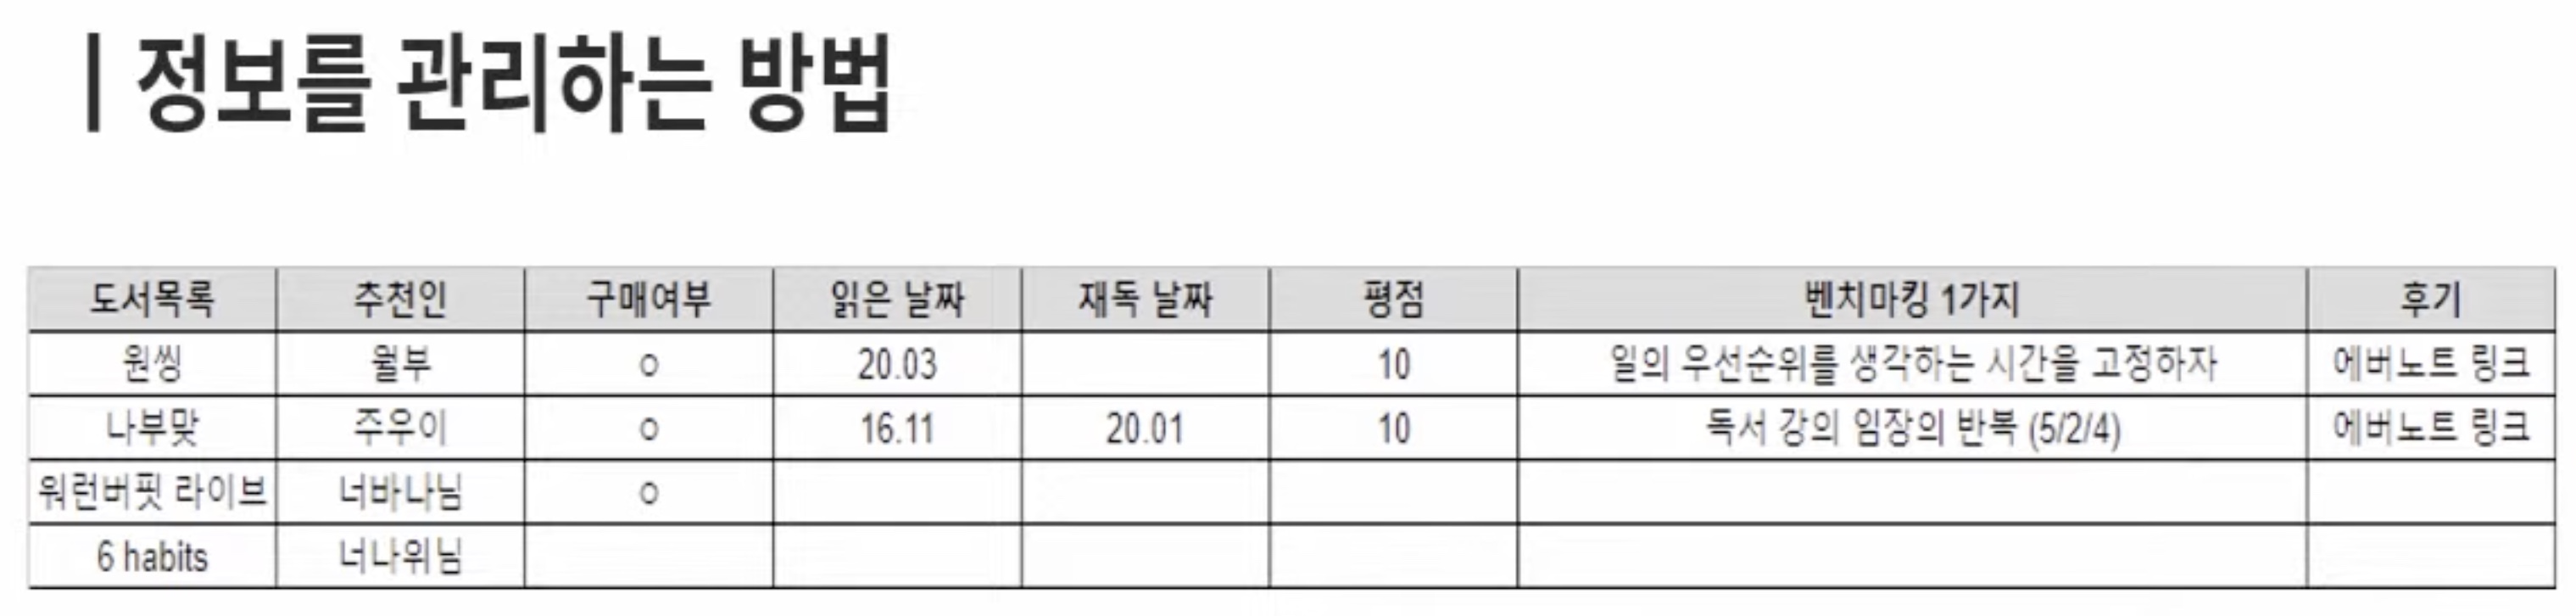 | 정보를 관리하는 방법
도서목록 추천인 구매여부 읽은 날짜 재독 날짜 평점 벤치마킹 1가지 후기
원씽 월부 ○ 20.03 10 일의 우선순위를 생각하는 시간을 고정하자 에버노트 링크
나부맞 주우이 ○ 16.11 20.01 10 독서 강의 임장의 반복 (5/2/4) 에버노트 링크
워런버핏 라이브 너바나님 ○
6 habits 너나위님